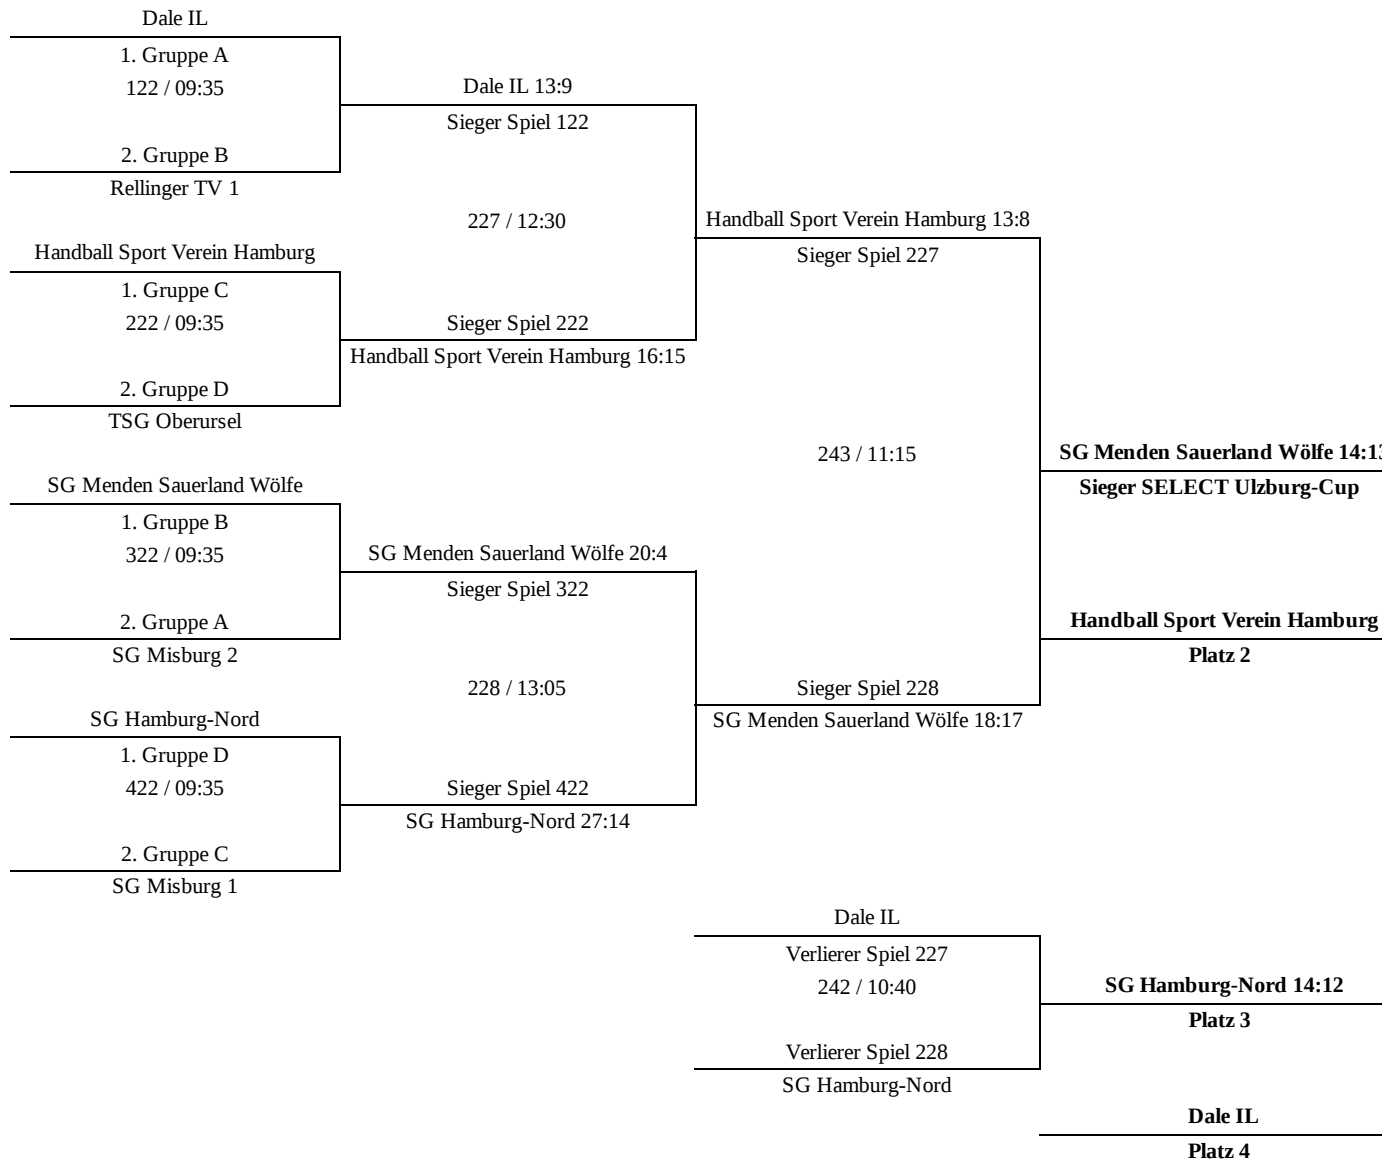 Dale IL
1. Gruppe A
122 / 09:35
2. Gruppe B
Rellinger TV 1
Handball Sport Verein Hamburg
1. Gruppe C
222 / 09:35
2. Gruppe D
TSG Oberursel
SG Menden Sauerland Wölfe
1. Gruppe B
322 / 09:35
2. Gruppe A
SG Misburg 2
SG Hamburg-Nord
1. Gruppe D
422 / 09:35
2. Gruppe C
SG Misburg 1
Dale IL 13:9
Sieger Spiel 122
227 / 12:30
Sieger Spiel 222
Handball Sport Verein Hamburg 16:15
SG Menden Sauerland Wölfe 20:4
Sieger Spiel 322
228 / 13:05
Sieger Spiel 422
SG Hamburg-Nord 27:14
Handball Sport Verein Hamburg 13:8
Sieger Spiel 227
243 / 11:15
Sieger Spiel 228
SG Menden Sauerland Wölfe 18:17
SG Menden Sauerland Wölfe 14:13
Sieger SELECT Ulzburg-Cup
Handball Sport Verein Hamburg
Platz 2
Dale IL
Verlierer Spiel 227
242 / 10:40
Verlierer Spiel 228
SG Hamburg-Nord
SG Hamburg-Nord 14:12
Platz 3
Dale IL
Platz 4